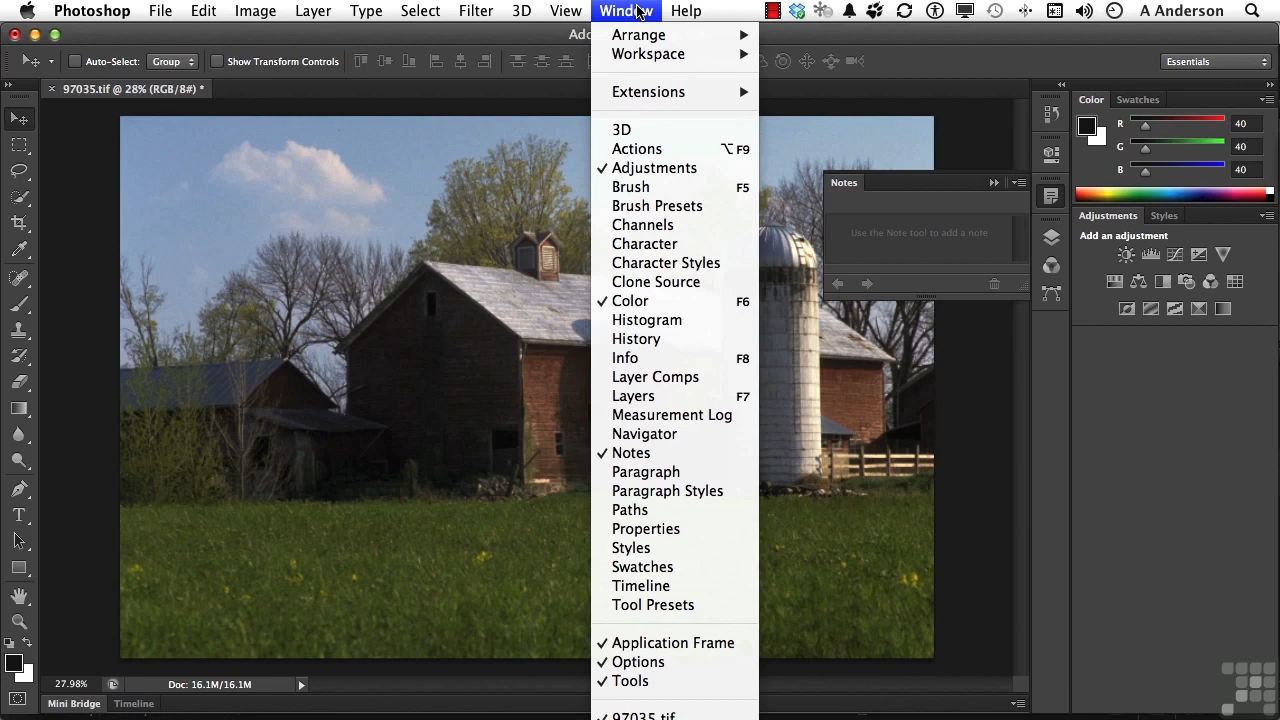 Photoshop File Edit Image Layer Type Select Filter 3D View Window Help A Anderson
Ado
Auto-Select: Group Show Transform Controls Essentials
97035.tif @ 28% (RGB/8#) *
Arrange
Workspace
Extensions
3D
Actions ⌥F9
Adjustments
Brush F5
Brush Presets
Channels
Character
Character Styles
Clone Source
Color F6
Histogram
History
Info F8
Layer Comps
Layers F7
Measurement Log
Navigator
Notes
Paragraph
Paragraph Styles
Paths
Properties
Styles
Swatches
Timeline
Tool Presets
Application Frame
Options
Tools
97035.tif
Notes
Use the Note tool to add a note
Color Swatches
R 40
G 40
B 40
Adjustments Styles
Add an adjustment
27.98% Doc: 16.1M/16.1M
Mini Bridge Timeline